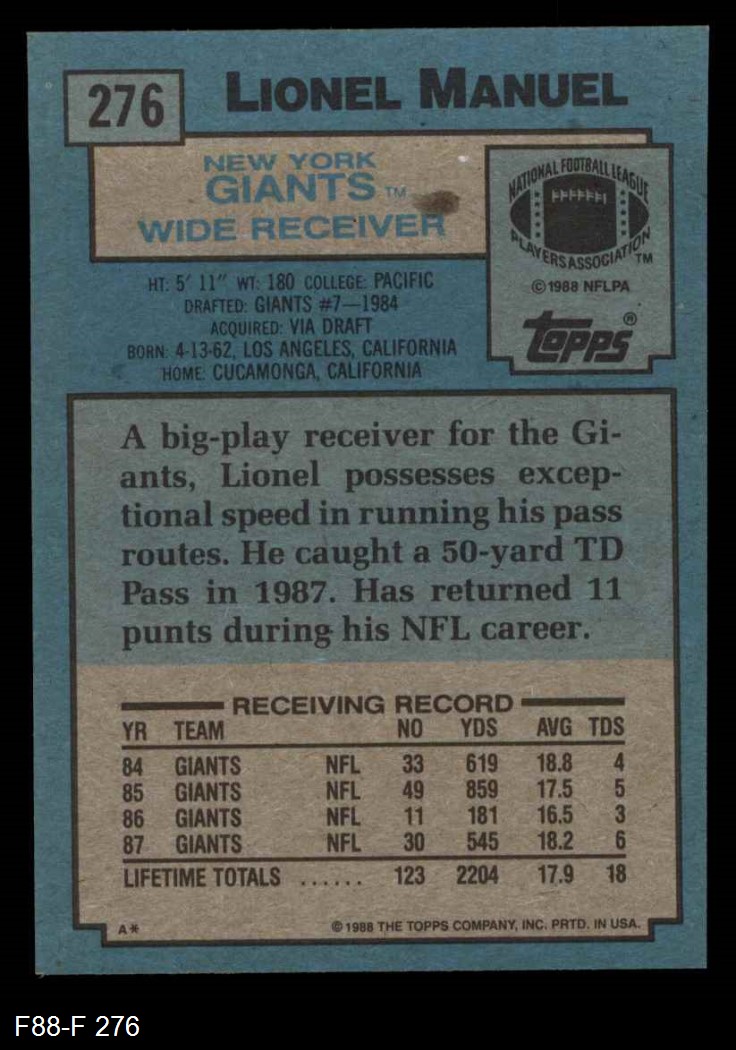 276
LIONEL MANUEL
NEW YORK
GIANTS TM
WIDE RECEIVER
NATIONAL FOOTBALL LEAGUE
PLAYERS ASSOCIATION TM
© 1988 NFLPA
topps®
HT: 5' 11" WT: 180 COLLEGE: PACIFIC
DRAFTED: GIANTS #7—1984
ACQUIRED: VIA DRAFT
BORN: 4-13-62, LOS ANGELES, CALIFORNIA
HOME: CUCAMONGA, CALIFORNIA
A big-play receiver for the Gi-
ants, Lionel possesses excep-
tional speed in running his pass
routes. He caught a 50-yard TD
Pass in 1987. Has returned 11
punts during his NFL career.
RECEIVING RECORD
YR TEAM NO YDS AVG TDS
84 GIANTS NFL 33 619 18.8 4
85 GIANTS NFL 49 859 17.5 5
86 GIANTS NFL 11 181 16.5 3
87 GIANTS NFL 30 545 18.2 6
LIFETIME TOTALS ...... 123 2204 17.9 18
A* © 1988 THE TOPPS COMPANY, INC. PRTD. IN USA.
F88-F 276